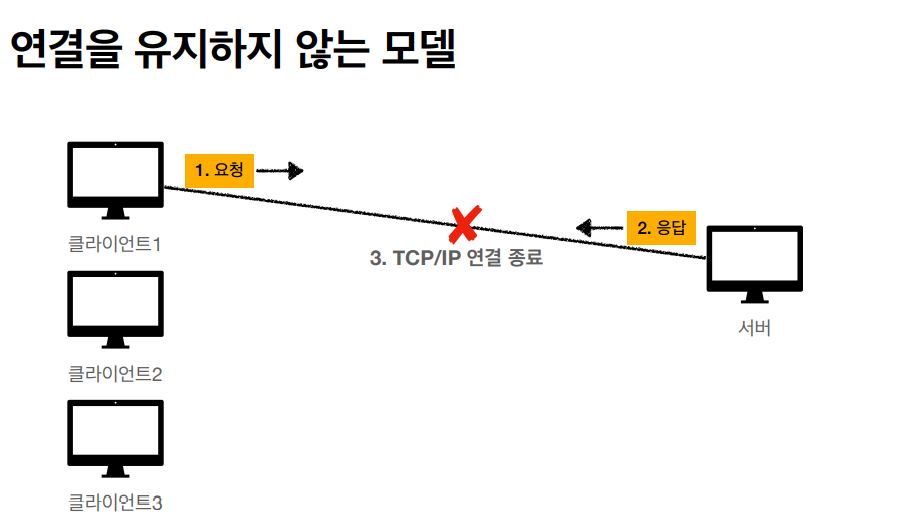 연결을 유지하지 않는 모델
1. 요청
클라이언트1
2. 응답
3. TCP/IP 연결 종료
서버
클라이언트2
클라이언트3